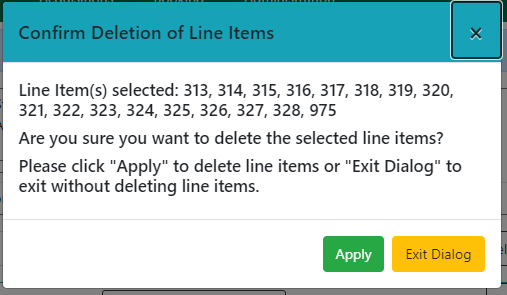 Confirm Deletion of Line Items
×
Line Item(s) selected: 313, 314, 315, 316, 317, 318, 319, 320,
321, 322, 323, 324, 325, 326, 327, 328, 975
Are you sure you want to delete the selected line items?
Please click "Apply" to delete line items or "Exit Dialog" to
exit without deleting line items.
Apply
Exit Dialog